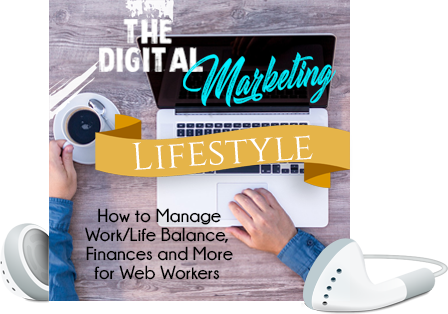 THE
DIGITAL
Marketing
LIFESTYLE
How to Manage
Work/Life Balance,
Finances and More
for Web Workers